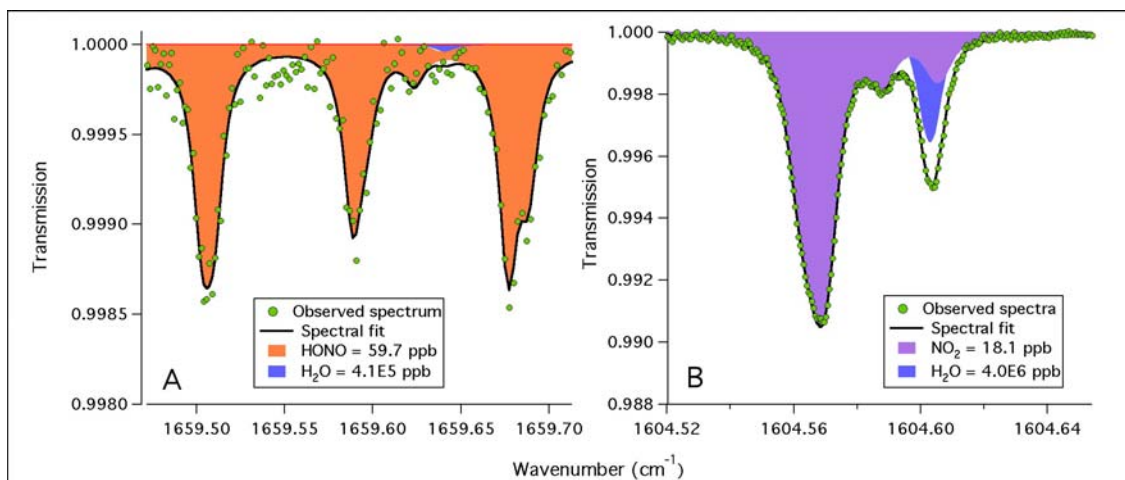 1.0000
0.9995
0.9990
0.9985
0.9980
Transmission
Observed spectrum
Spectral fit
HONO = 59.7 ppb
H₂O = 4.1E5 ppb
A
1659.50
1659.55
1659.60
1659.65
1659.70
1.000
0.998
0.996
0.994
0.992
0.990
0.988
Transmission
Observed spectra
Spectral fit
NO₂ = 18.1 ppb
H₂O = 4.0E6 ppb
B
1604.52
1604.56
1604.60
1604.64
Wavenumber (cm⁻¹)